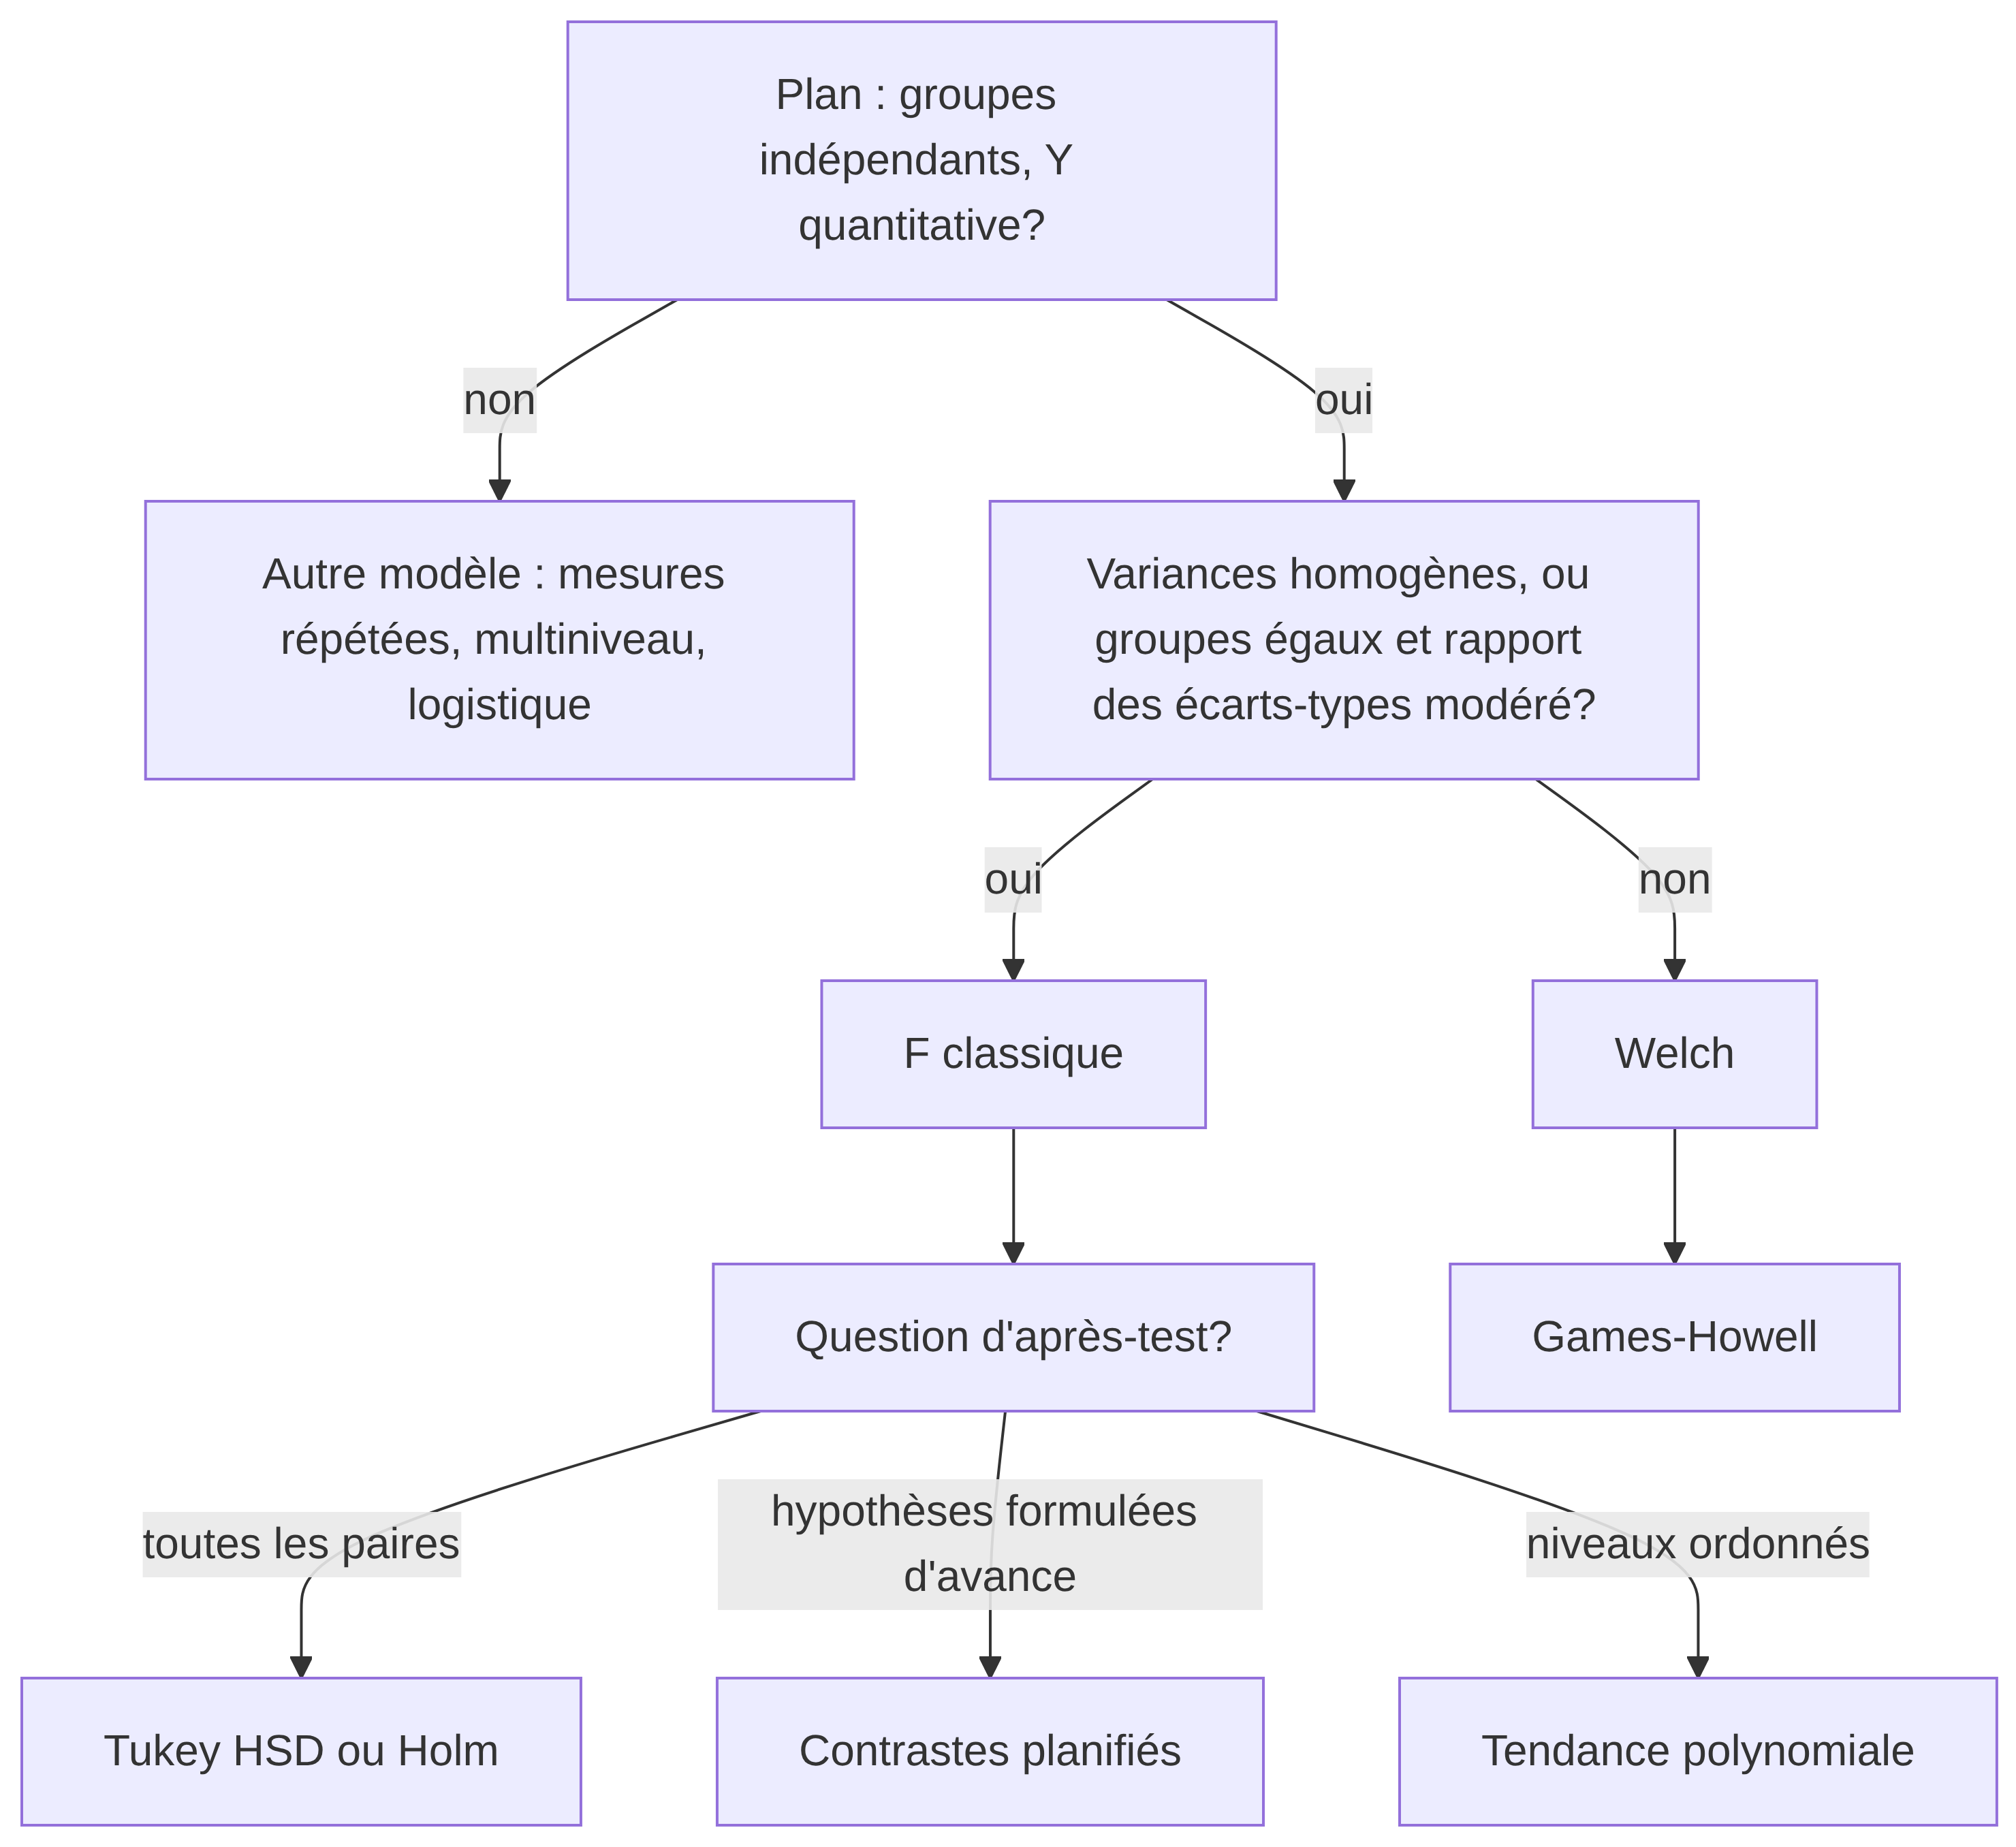 Plan : groupes
indépendants, Y
quantitative?
non
oui
Autre modèle : mesures
répétées, multiniveau,
logistique
Variances homogènes, ou
groupes égaux et rapport
des écarts-types modéré?
oui
non
F classique
Welch
Question d'après-test?
Games-Howell
toutes les paires
hypothèses formulées
d'avance
niveaux ordonnés
Tukey HSD ou Holm
Contrastes planifiés
Tendance polynomiale